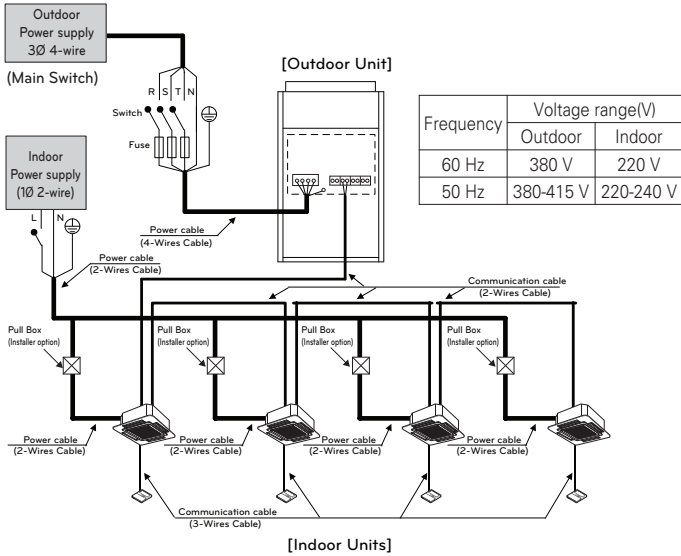 Outdoor
Power supply
3Ø 4-wire
(Main Switch)
R S T N
Switch
Fuse
[Outdoor Unit]
Frequency Voltage range(V)
Outdoor Indoor
60 Hz 380 V 220 V
50 Hz 380-415 V 220-240 V
Indoor
Power supply
(1Ø 2-wire)
L N
Power cable
(4-Wires Cable)
Power cable
(2-Wires Cable)
Communication cable
(2-Wires Cable)
Pull Box
(Installer option)
Pull Box
(Installer option)
Pull Box
(Installer option)
Pull Box
(Installer option)
Power cable
(2-Wires Cable)
Power cable
(2-Wires Cable)
Power cable
(2-Wires Cable)
Power cable
(2-Wires Cable)
Communication cable
(3-Wires Cable)
[Indoor Units]